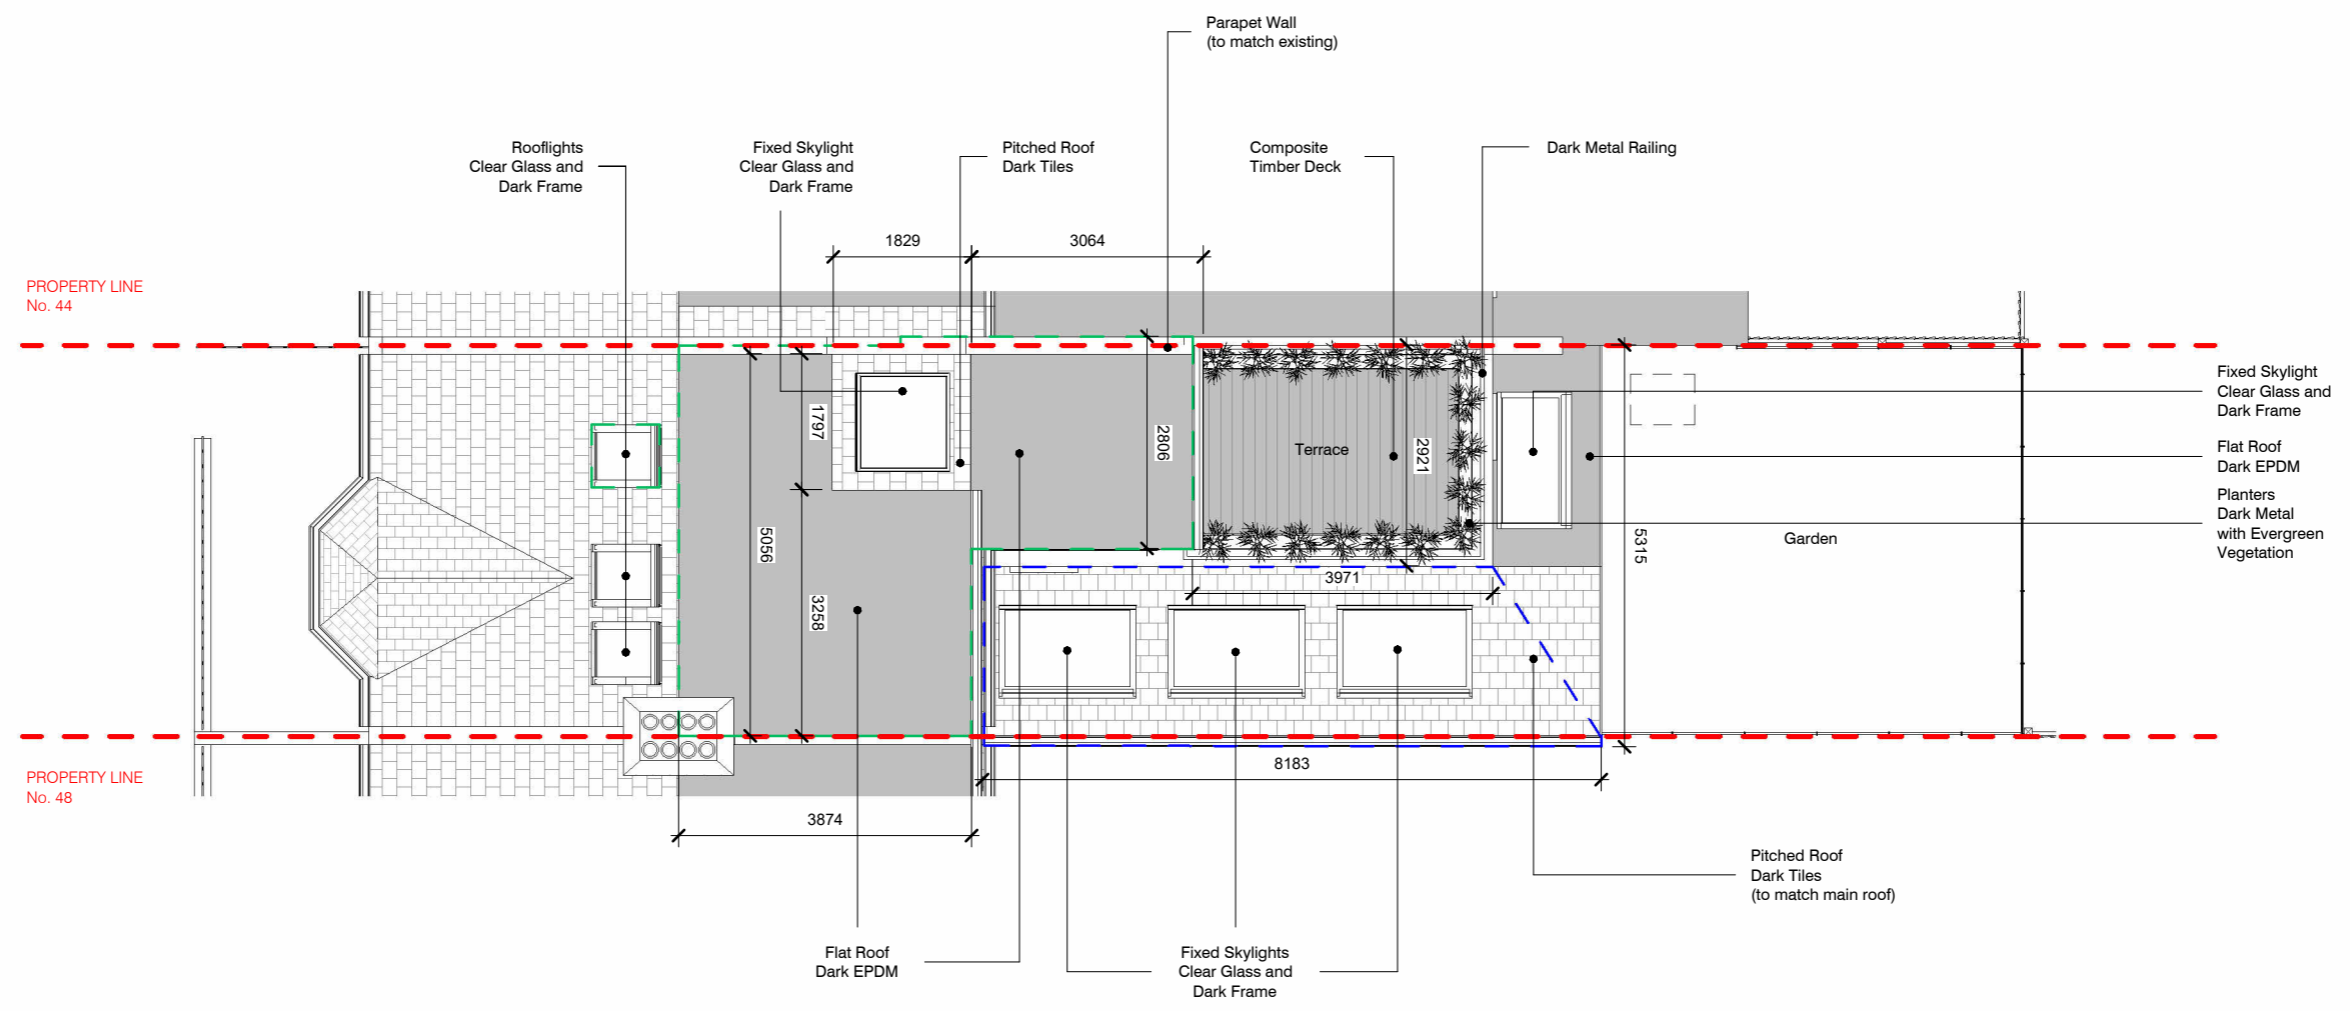 Parapet Wall
(to match existing)
Rooflights
Clear Glass and
Dark Frame
Fixed Skylight
Clear Glass and
Dark Frame
Pitched Roof
Dark Tiles
Composite
Timber Deck
Dark Metal Railing
1829
3064
PROPERTY LINE
No. 44
Fixed Skylight
Clear Glass and
Dark Frame
Flat Roof
Dark EPDM
Planters
Dark Metal
with Evergreen
Vegetation
1797
2806
Terrace
2921
5056
5315
Garden
3258
3971
PROPERTY LINE
No. 48
8183
3874
Pitched Roof
Dark Tiles
(to match main roof)
Flat Roof
Dark EPDM
Fixed Skylights
Clear Glass and
Dark Frame